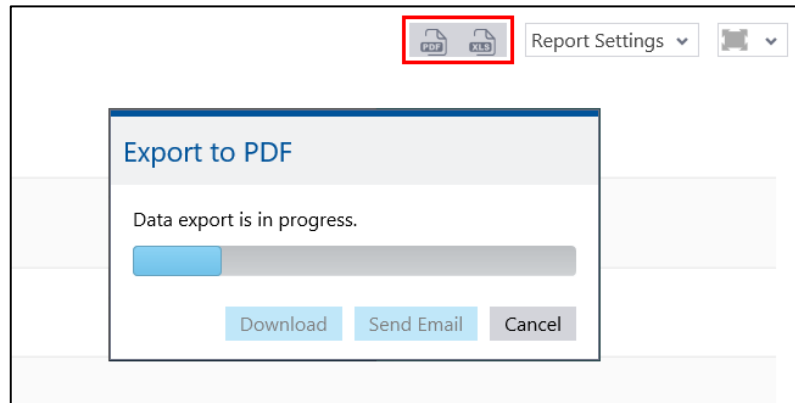 PDF XLS Report Settings
Export to PDF
Data export is in progress.
Download Send Email Cancel